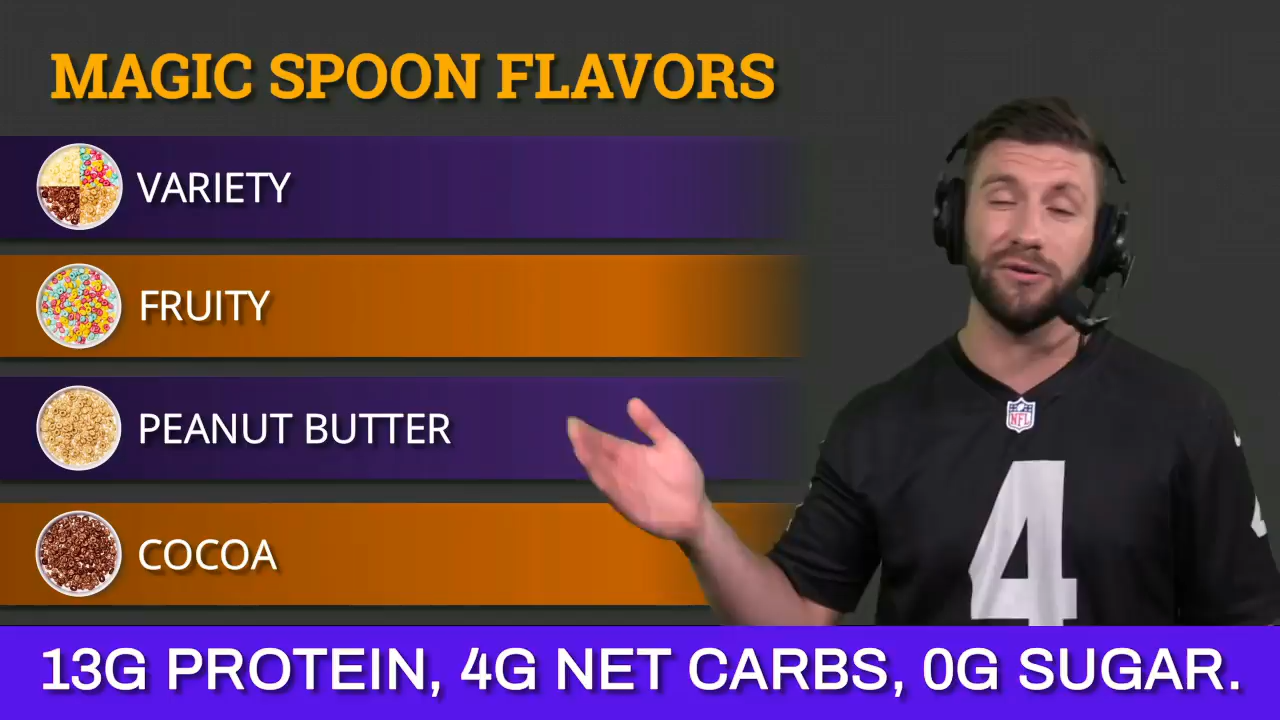 MAGIC SPOON FLAVORS
VARIETY
FRUITY
PEANUT BUTTER
COCOA
NFL
4
13G PROTEIN, 4G NET CARBS, 0G SUGAR.